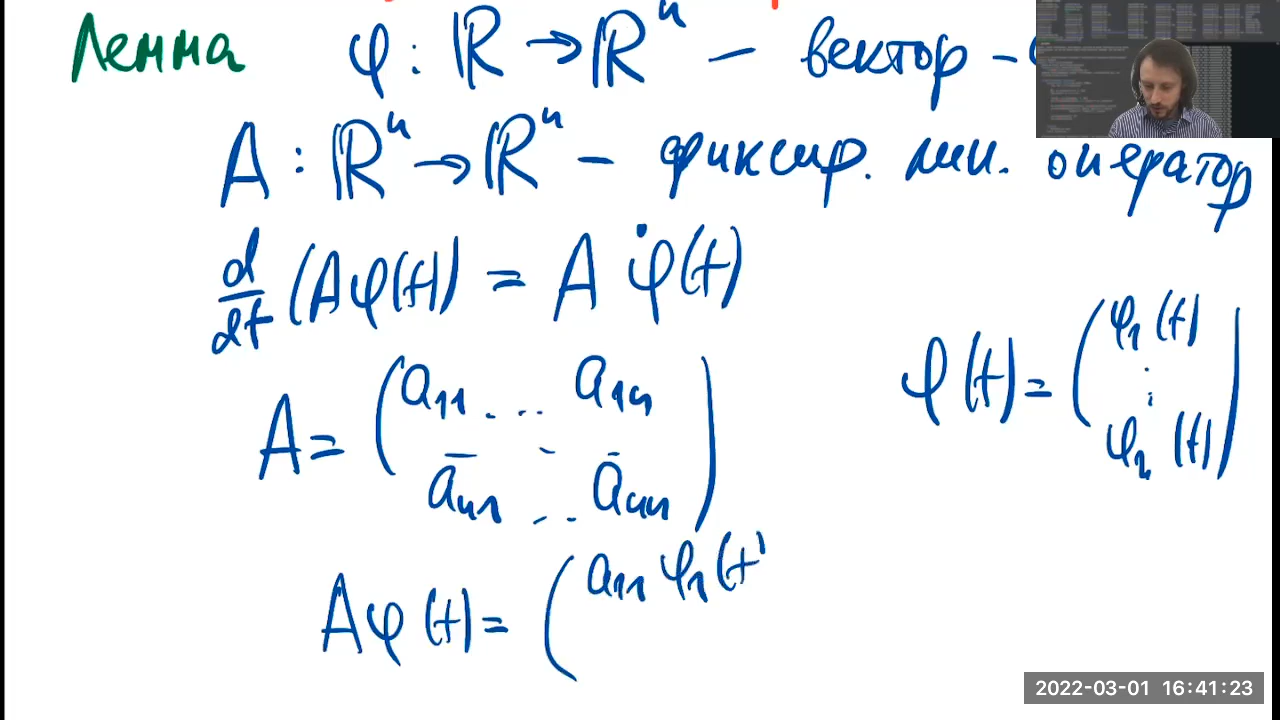 Лемма φ : ℝ → ℝⁿ – вектор -
A : ℝⁿ → ℝⁿ – фиксир. лин. оператор
d/dt (Aφ(t)) = A φ̇(t)
A = (a₁₁ ... a₁ₙ
aₙ₁ ... aₙₙ)
φ(t) = (φ₁(t)
⋮
φₙ(t))
Aφ(t) = (a₁₁ φ₁(t)
2022-03-01 16:41:23